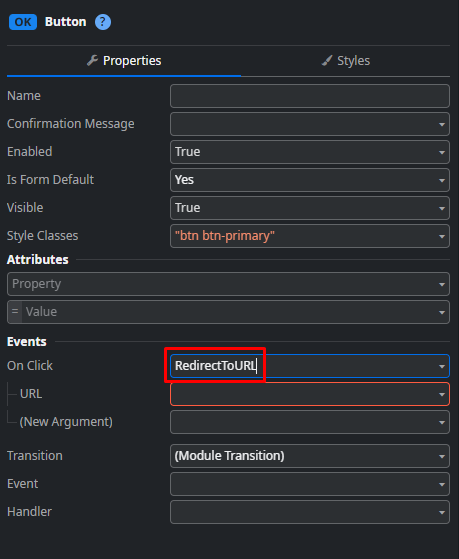 OK Button ?
Properties Styles
Name
Confirmation Message
Enabled True
Is Form Default Yes
Visible True
Style Classes "btn btn-primary"
Attributes
Property
= Value
Events
On Click RedirectToURL
URL
(New Argument)
Transition (Module Transition)
Event
Handler